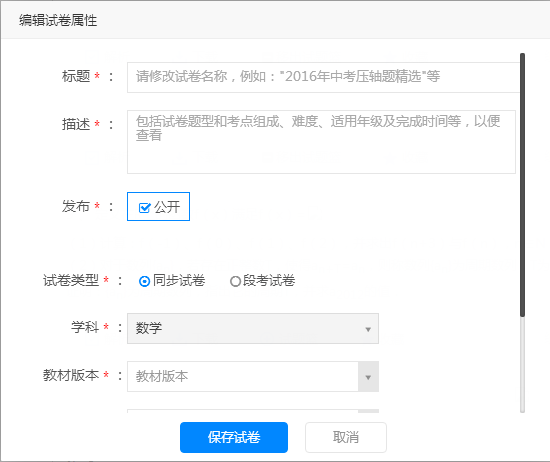 编辑试卷属性
标题 * ： 请修改试卷名称，例如："2016年中考压轴题精选"等
描述 * ： 包括试卷题型和考点组成、难度、适用年级及完成时间等，以便
查看
发布 * ： 公开
试卷类型 * ： 同步试卷 段考试卷
学科 * ： 数学
教材版本 * ： 教材版本
保存试卷 取消